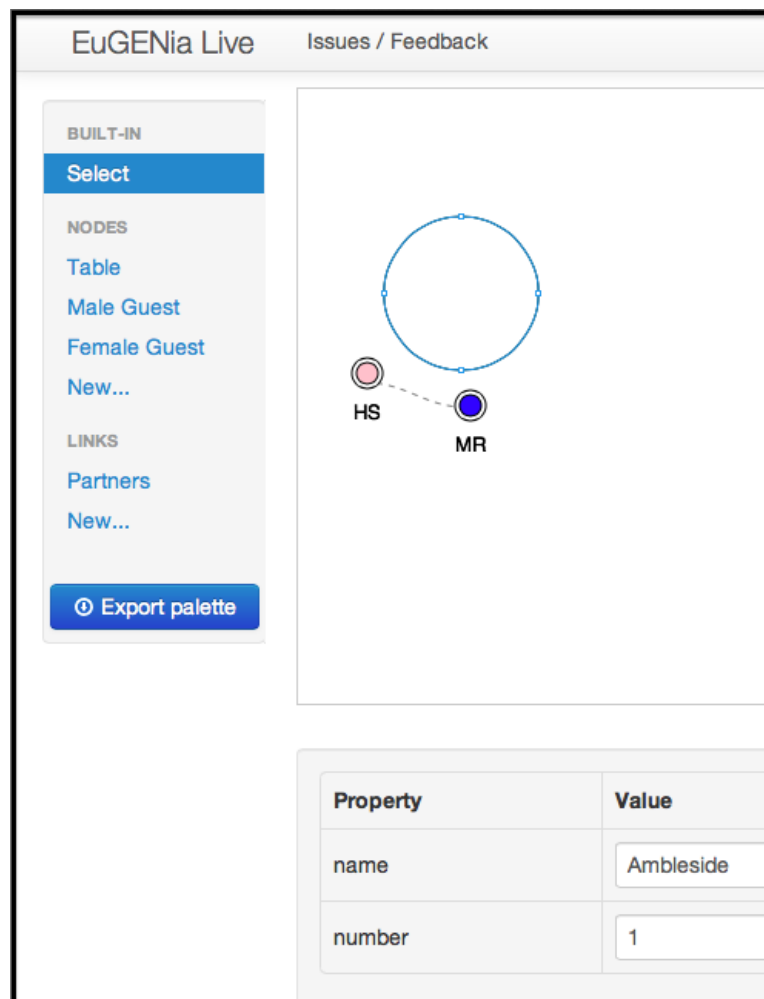 EuGENia Live Issues / Feedback
BUILT-IN
Select
NODES
Table
Male Guest
Female Guest
New...
LINKS
Partners
New...
Export palette
HS
MR
Property Value
name Ambleside
number 1